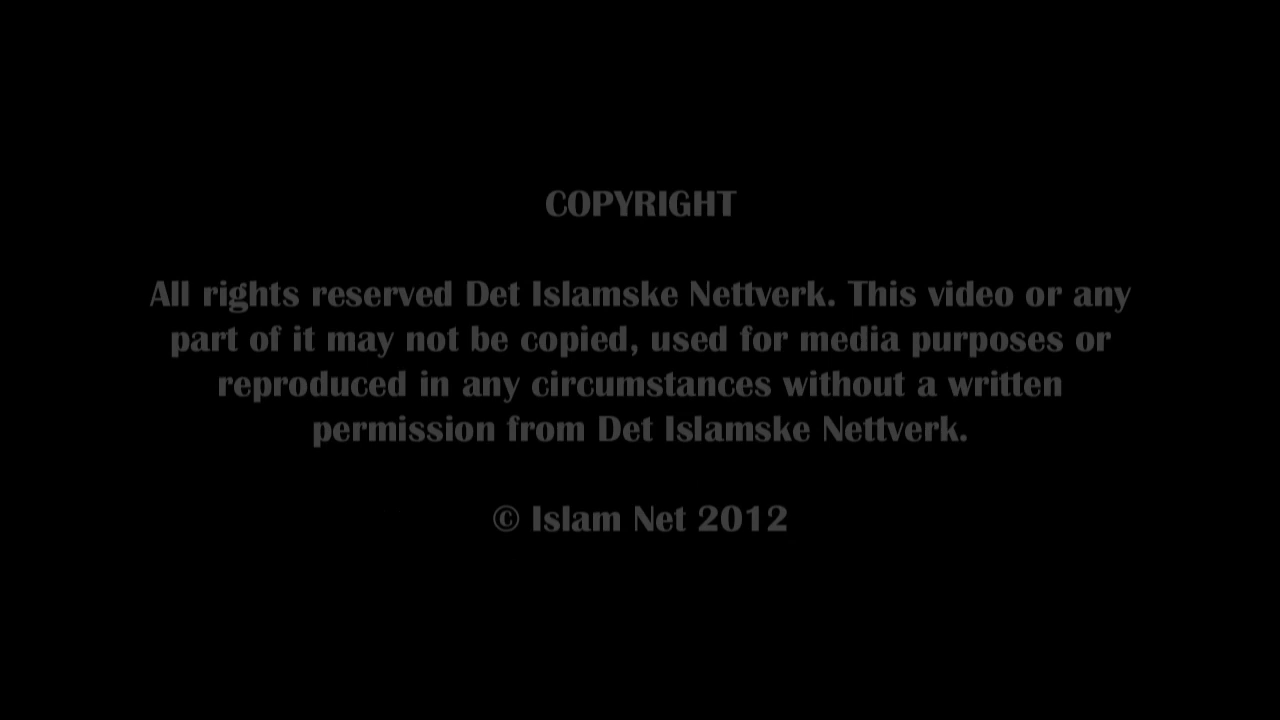 COPYRIGHT
All rights reserved Det Islamske Nettverk. This video or any
part of it may not be copied, used for media purposes or
reproduced in any circumstances without a written
permission from Det Islamske Nettverk.
© Islam Net 2012